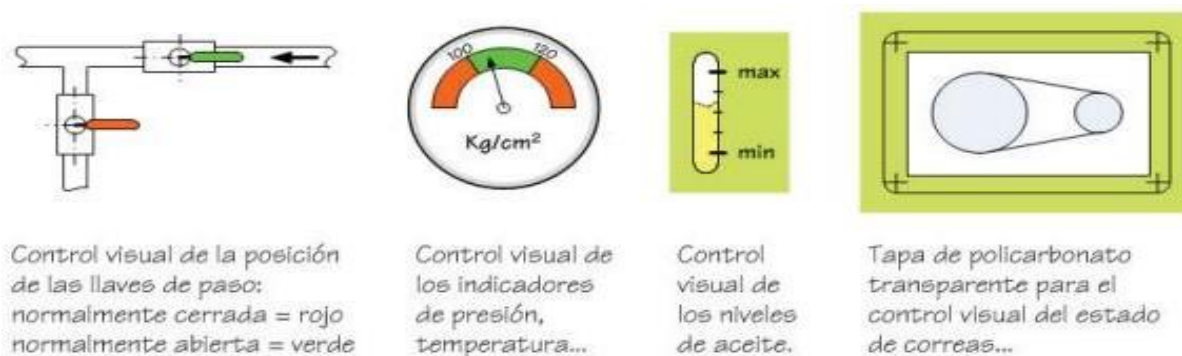 100 120
Kg/cm²
max
min
Control visual de la posición
de las llaves de paso:
normalmente cerrada = rojo
normalmente abierta = verde
Control visual de
los indicadores
de presión,
temperatura...
Control
visual de
los niveles
de aceite.
Tapa de policarbonato
transparente para el
control visual del estado
de correas...